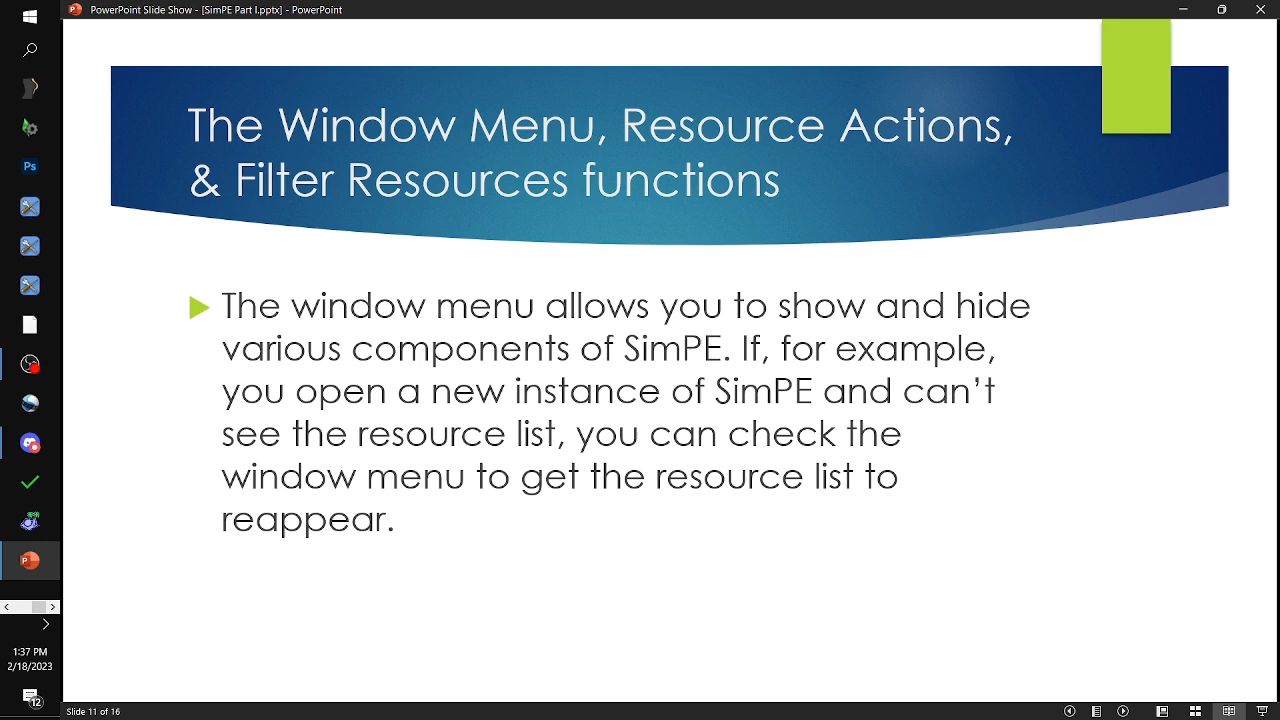 PowerPoint Slide Show - [SimPE Part I.pptx] - PowerPoint
The Window Menu, Resource Actions,
& Filter Resources functions
The window menu allows you to show and hide
various components of SimPE. If, for example,
you open a new instance of SimPE and can’t
see the resource list, you can check the
window menu to get the resource list to
reappear.
Ps
P
1:37 PM
2/18/2023
12
Slide 11 of 16